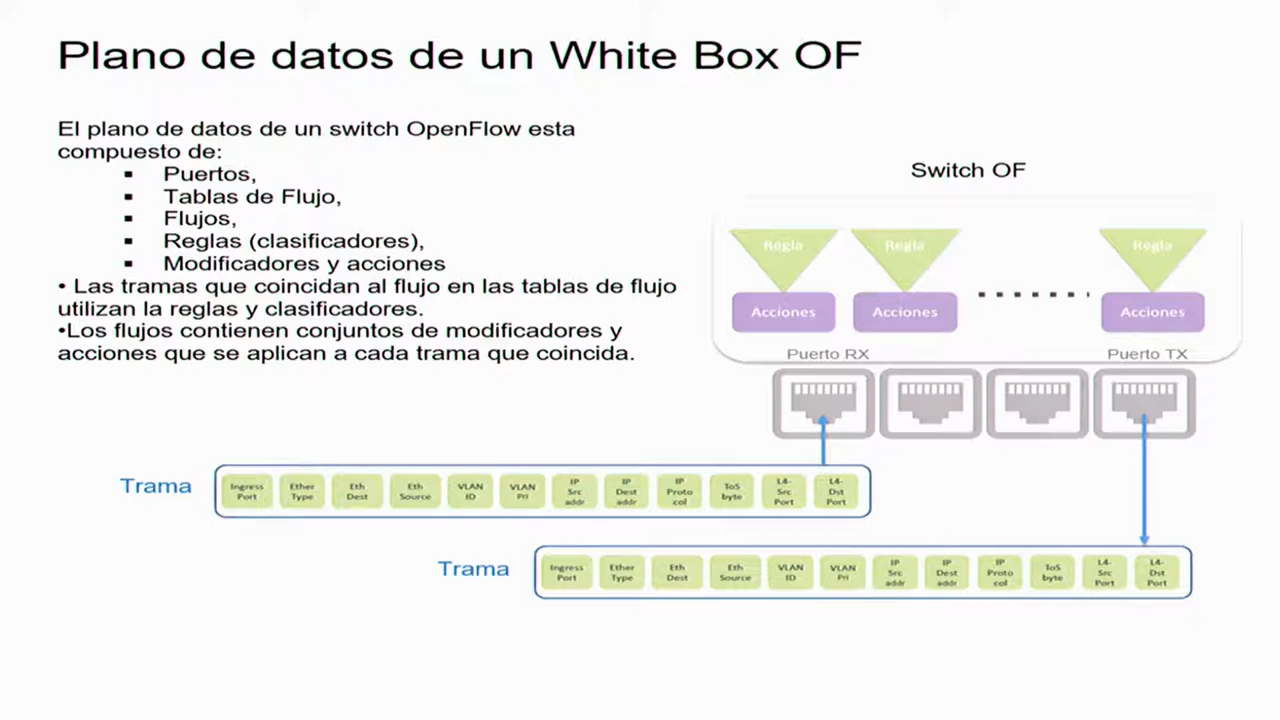 Plano de datos de un White Box OF
El plano de datos de un switch OpenFlow esta
compuesto de:
▪ Puertos,
▪ Tablas de Flujo,
▪ Flujos,
▪ Reglas (clasificadores),
▪ Modificadores y acciones
• Las tramas que coincidan al flujo en las tablas de flujo
utilizan la reglas y clasificadores.
•Los flujos contienen conjuntos de modificadores y
acciones que se aplican a cada trama que coincida.
Switch OF
Regla Regla Regla
Acciones Acciones Acciones
Puerto RX Puerto TX
Trama
Ingress Port
Ether Type
Eth Dest
Eth Source
VLAN ID
VLAN Pri
IP Src addr
IP Dest addr
IP Proto col
ToS byte
L4- Src Port
L4- Dst Port
Trama
Ingress Port
Ether Type
Eth Dest
Eth Source
VLAN ID
VLAN Pri
IP Src addr
IP Dest addr
IP Proto col
ToS byte
L4- Src Port
L4- Dst Port